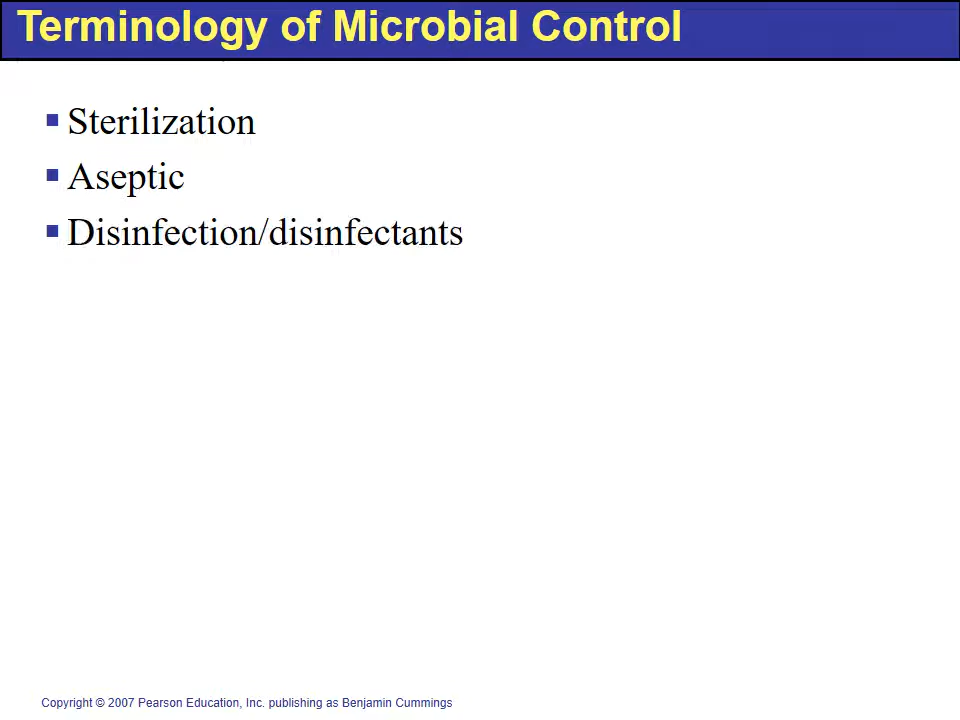 Terminology of Microbial Control
▪ Sterilization
▪ Aseptic
▪ Disinfection/disinfectants
Copyright © 2007 Pearson Education, Inc. publishing as Benjamin Cummings